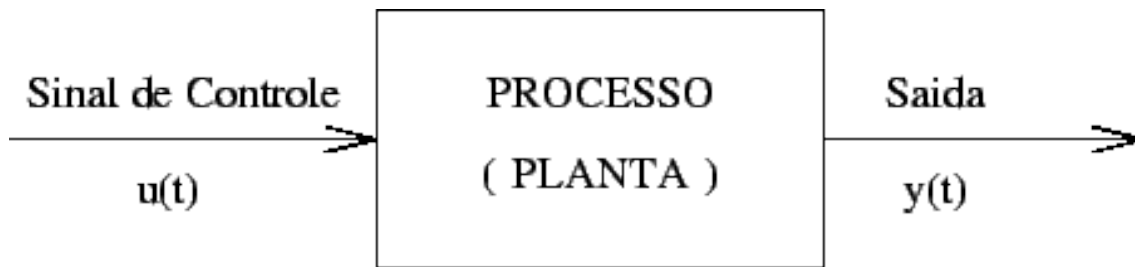 Sinal de Controle
u(t)
PROCESSO
( PLANTA )
Saida
y(t)